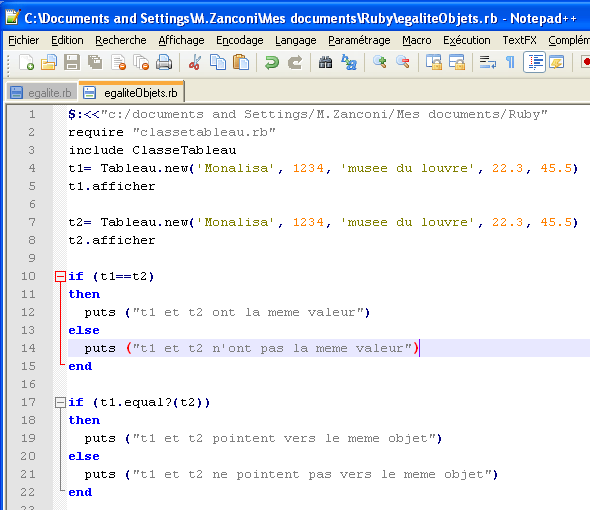 C:\Documents and Settings\M.Zanconi\Mes documents\Ruby\egaliteObjets.rb - Notepad++
Fichier Edition Recherche Affichage Encodage Langage Paramétrage Macro Exécution TextFX Complém
egalite.rb egaliteObjets.rb
1 $:<<"c:/documents and Settings/M.Zanconi/Mes documents/Ruby"
2 require "classetableau.rb"
3 include ClasseTableau
4 t1= Tableau.new('Monalisa', 1234, 'musee du louvre', 22.3, 45.5)
5 t1.afficher
6
7 t2= Tableau.new('Monalisa', 1234, 'musee du louvre', 22.3, 45.5)
8 t2.afficher
9
10 if (t1==t2)
11 then
12 puts ("t1 et t2 ont la meme valeur")
13 else
14 puts ("t1 et t2 n'ont pas la meme valeur")
15 end
16
17 if (t1.equal?(t2))
18 then
19 puts ("t1 et t2 pointent vers le meme objet")
20 else
21 puts ("t1 et t2 ne pointent pas vers le meme objet")
22 end